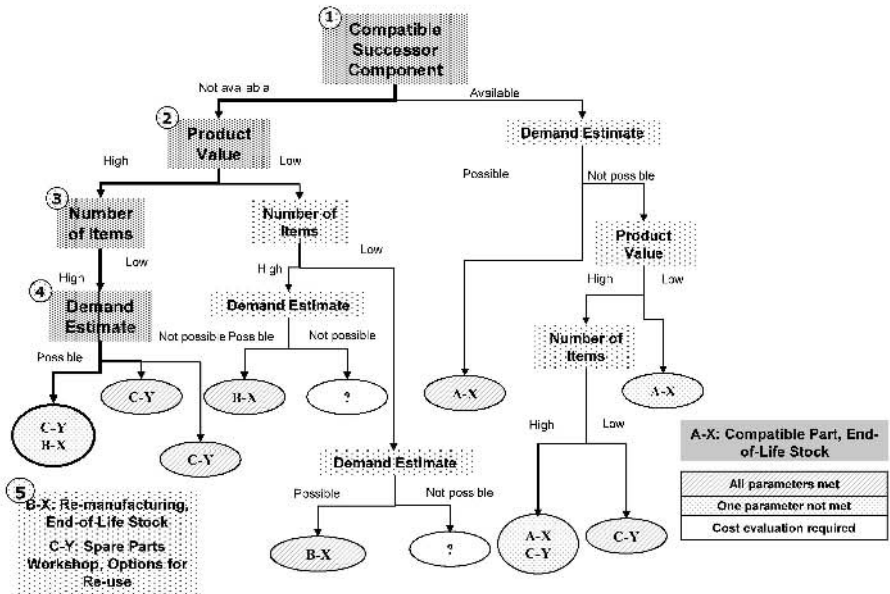 1
Compatible
Successor
Component
Not available
Available
2
Product
Value
Demand Estimate
High
Low
Possible
Not possible
3
Number
of Items
Number of
Items
Product
Value
Low
High
Low
High
High
Low
4
Demand
Estimate
Demand Estimate
Number of
Items
Possible
Not possible
Possible
Not possible
C-Y
B-X
?
A-X
A-X
C-Y
B-X
C-Y
High
Low
A-X: Compatible Part, End-
of-Life Stock
Demand Estimate
5
B-X: Re-manufacturing,
End-of-Life Stock
C-Y: Spare Parts
Workshop, Options for
Re-use
Possible
Not possible
B-X
?
A-X
C-Y
C-Y
All parameters met
One parameter not met
Cost evaluation required